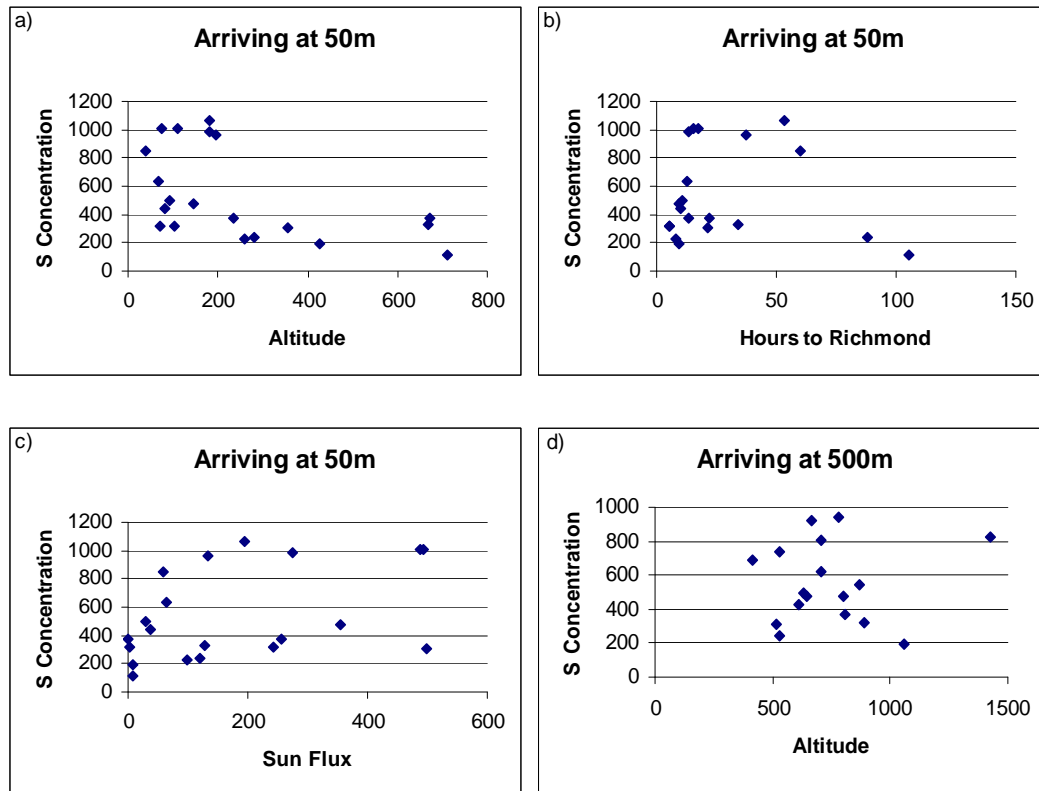 a)
Arriving at 50m
S Concentration
1200
1000
800
600
400
200
0
0 200 400 600 800
Altitude
b)
Arriving at 50m
S Concentration
1200
1000
800
600
400
200
0
0 50 100 150
Hours to Richmond
c)
Arriving at 50m
S Concentration
1200
1000
800
600
400
200
0
0 200 400 600
Sun Flux
d)
Arriving at 500m
S Concentration
1000
800
600
400
200
0
0 500 1000 1500
Altitude